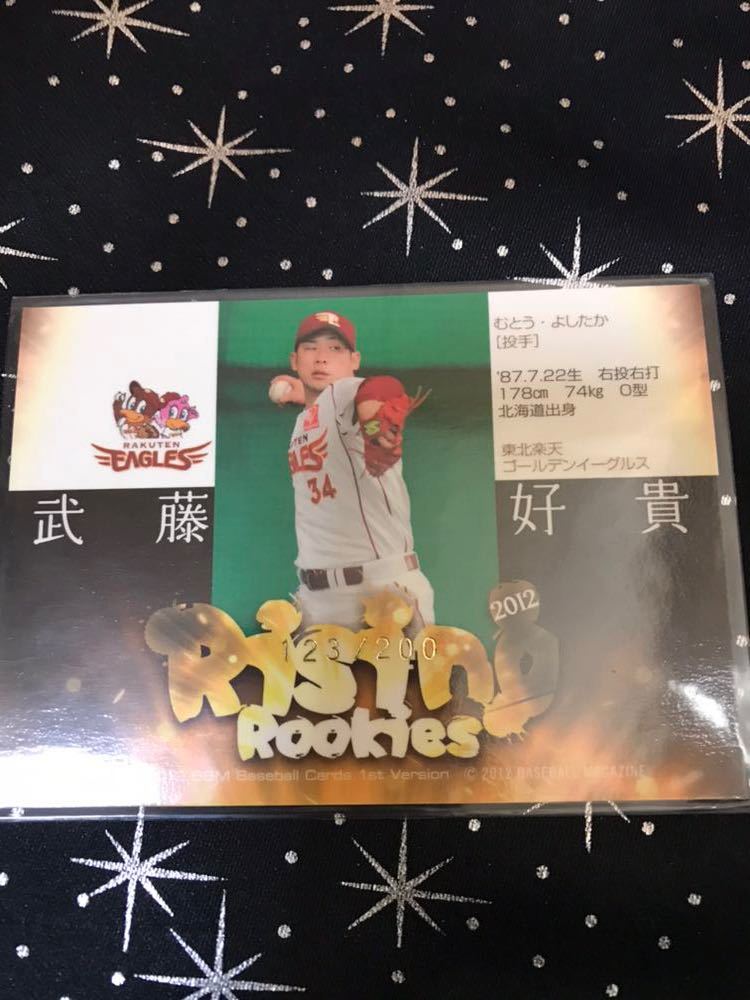 むとう・よしたか
[投手]
'87.7.22生 右投右打
178cm 74kg O型
北海道出身
東北楽天
ゴールデンイーグルス
RAKUTEN
EAGLES
武藤 好貴
34
2012
Rising
123/200
Rookies
BBM Baseball Cards 1st Version © 2012 BASEBALL MAGAZINE